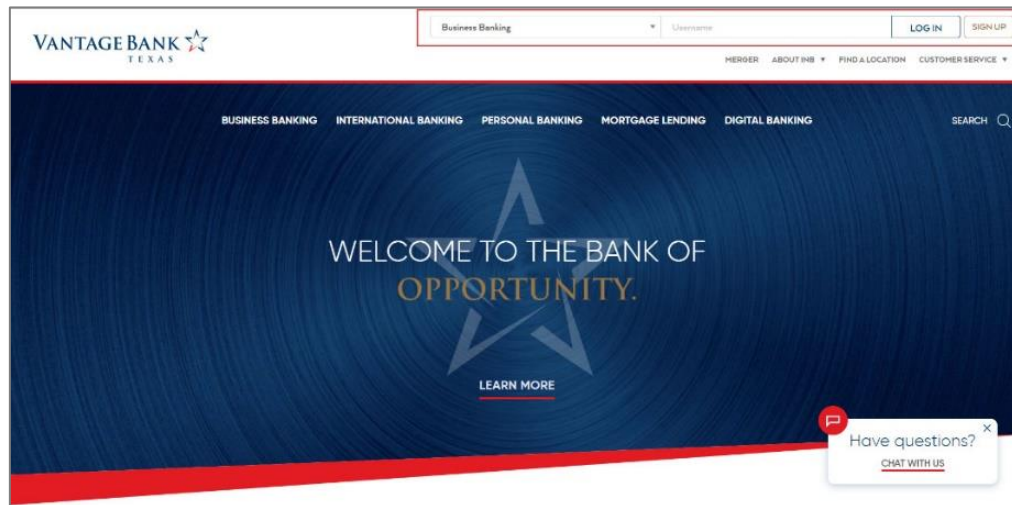 Business Banking Username LOG IN SIGN UP
VANTAGE BANK
TEXAS
MERGER ABOUT INB FIND A LOCATION CUSTOMER SERVICE
BUSINESS BANKING INTERNATIONAL BANKING PERSONAL BANKING MORTGAGE LENDING DIGITAL BANKING SEARCH
WELCOME TO THE BANK OF
OPPORTUNITY.
LEARN MORE
Have questions?
CHAT WITH US